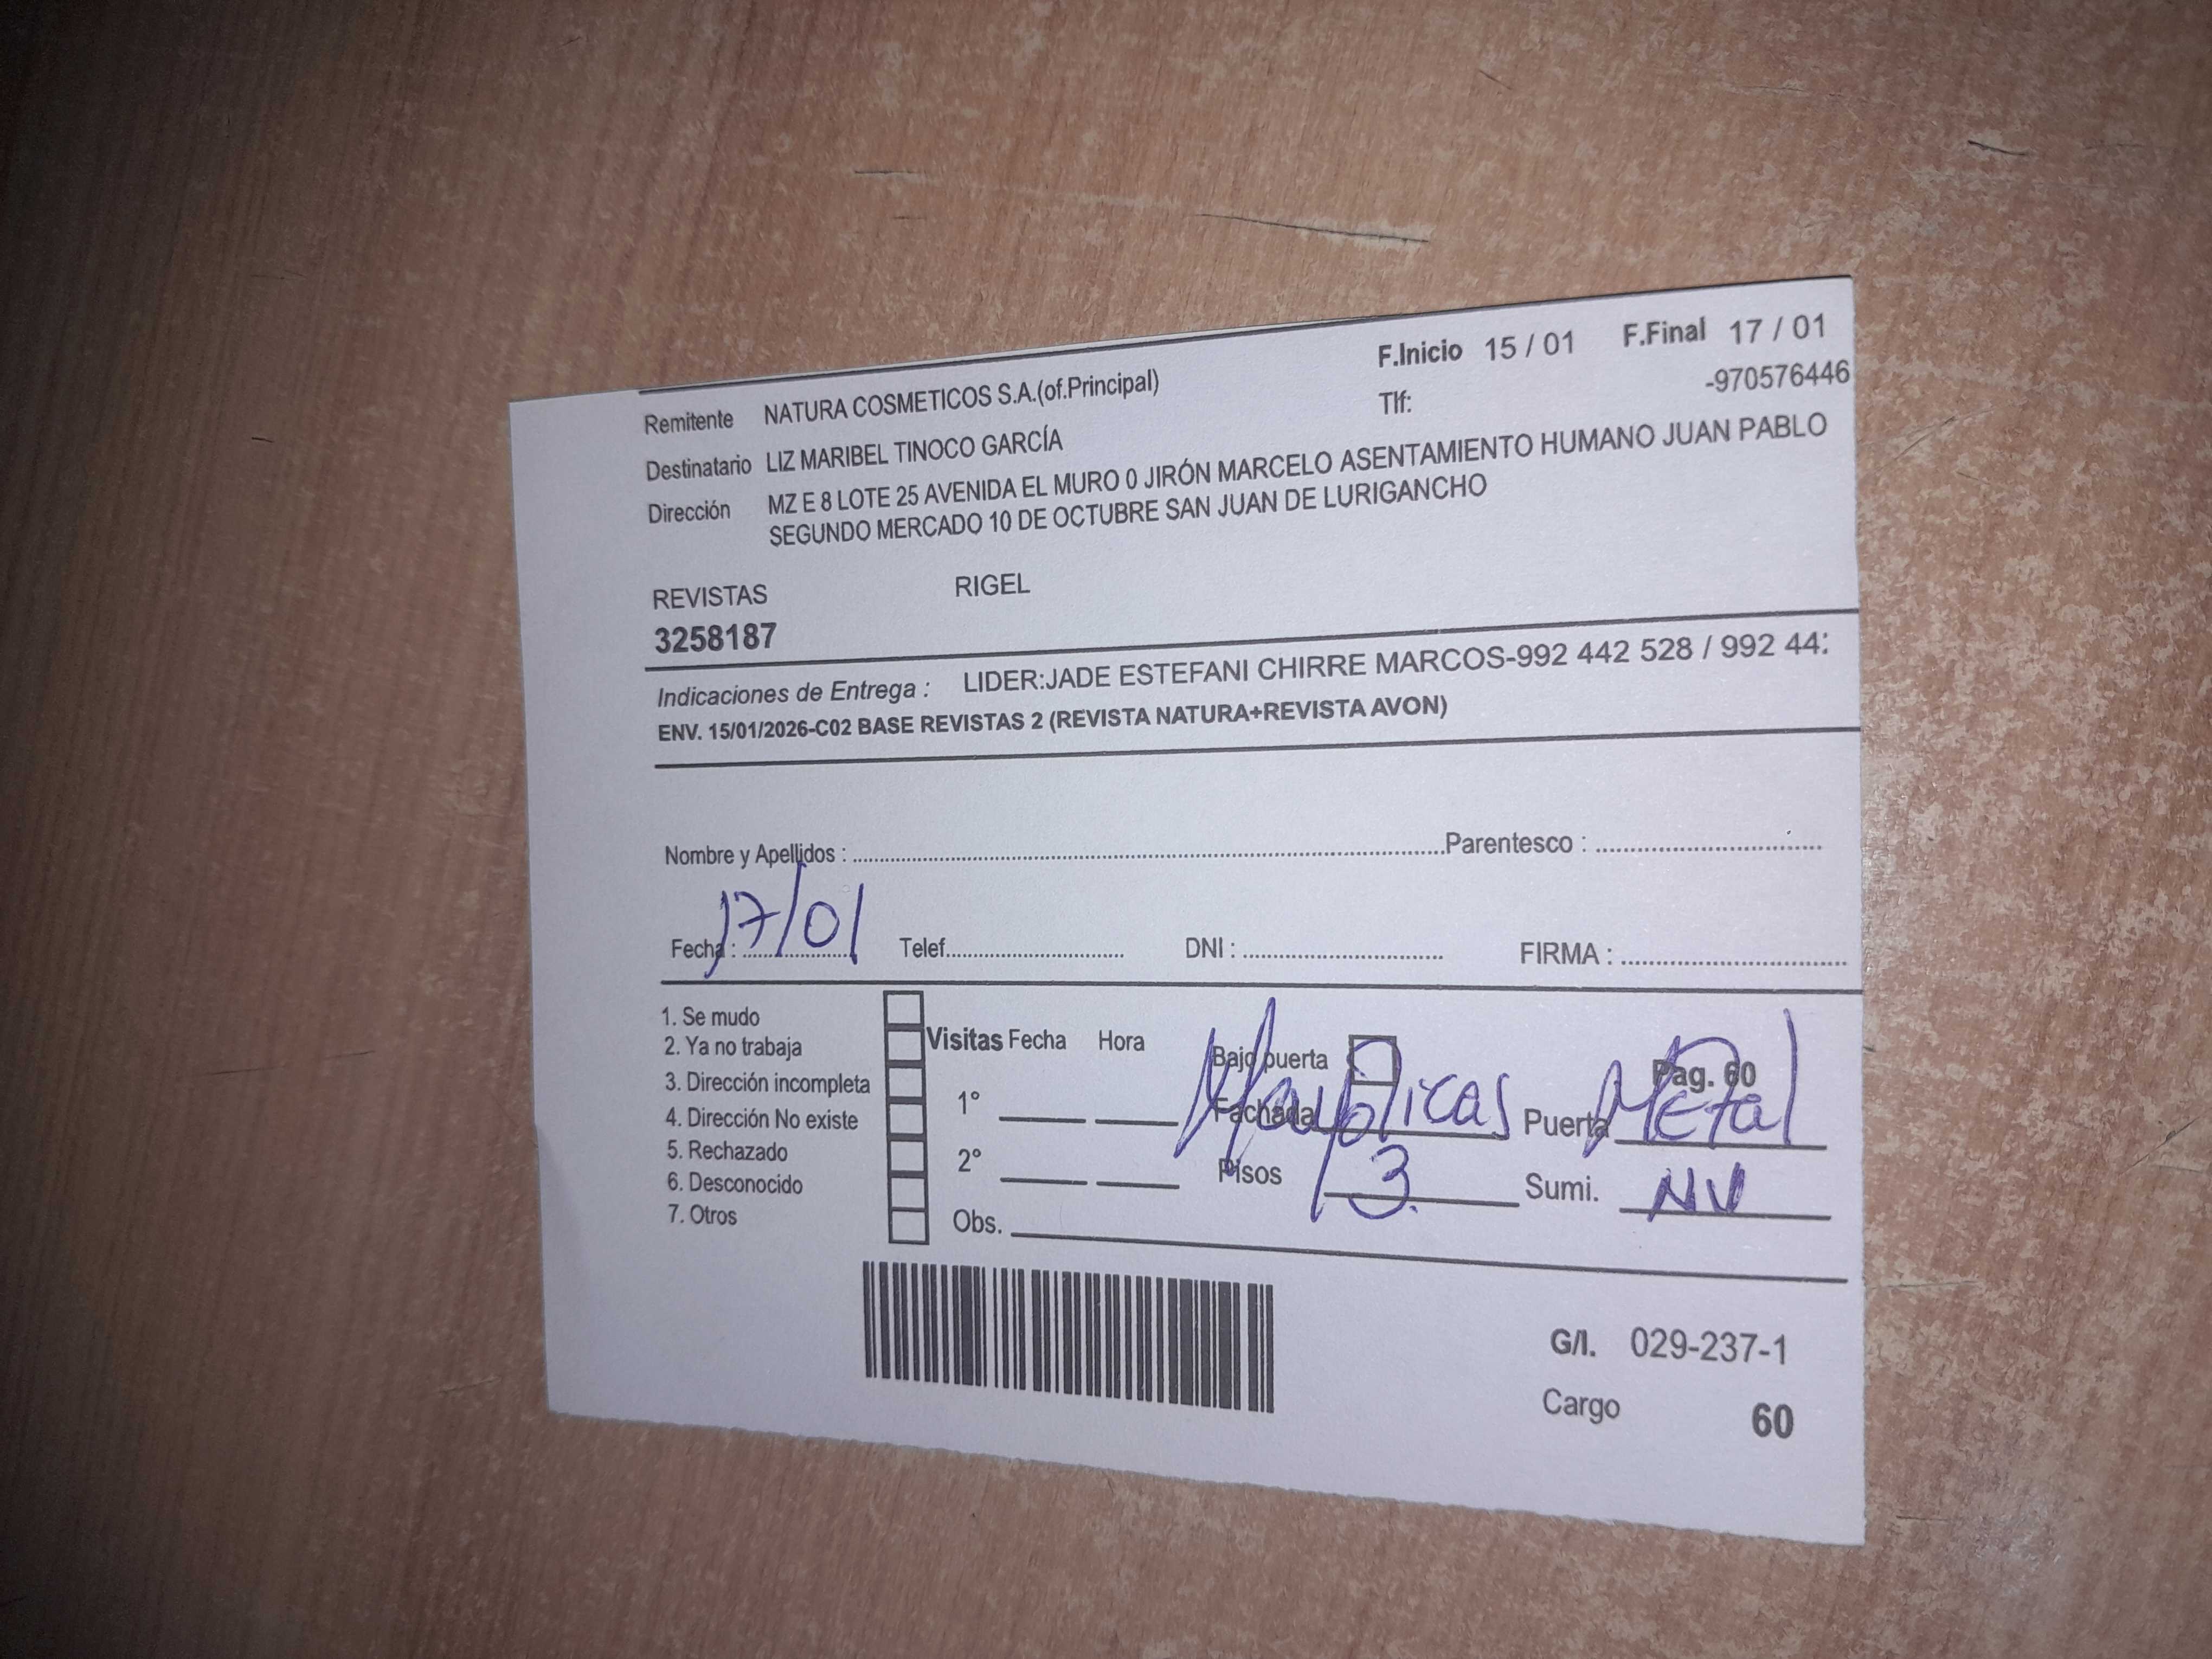 F.Inicio 15 / 01 F.Final 17 / 01
Remitente NATURA COSMETICOS S.A.(of.Principal) Tlf: -970576446
Destinatario LIZ MARIBEL TINOCO GARCÍA
Dirección MZ E 8 LOTE 25 AVENIDA EL MURO 0 JIRÓN MARCELO ASENTAMIENTO HUMANO JUAN PABLO
SEGUNDO MERCADO 10 DE OCTUBRE SAN JUAN DE LURIGANCHO
REVISTAS RIGEL
3258187
Indicaciones de Entrega : LIDER:JADE ESTEFANI CHIRRE MARCOS-992 442 528 / 992 44
ENV. 15/01/2026-C02 BASE REVISTAS 2 (REVISTA NATURA+REVISTA AVON)
Nombre y Apellidos : Parentesco :
Fecha : 17/01 Telef. DNI : FIRMA :
1. Se mudo
2. Ya no trabaja
3. Dirección incompleta
4. Dirección No existe
5. Rechazado
6. Desconocido
7. Otros
Visitas Fecha Hora
1°
2°
Obs.
Bajo puerta Pag. 60
Fachada Mayolicas Puerta Metal
Pisos 3 Sumi. NV
G/I. 029-237-1
Cargo 60